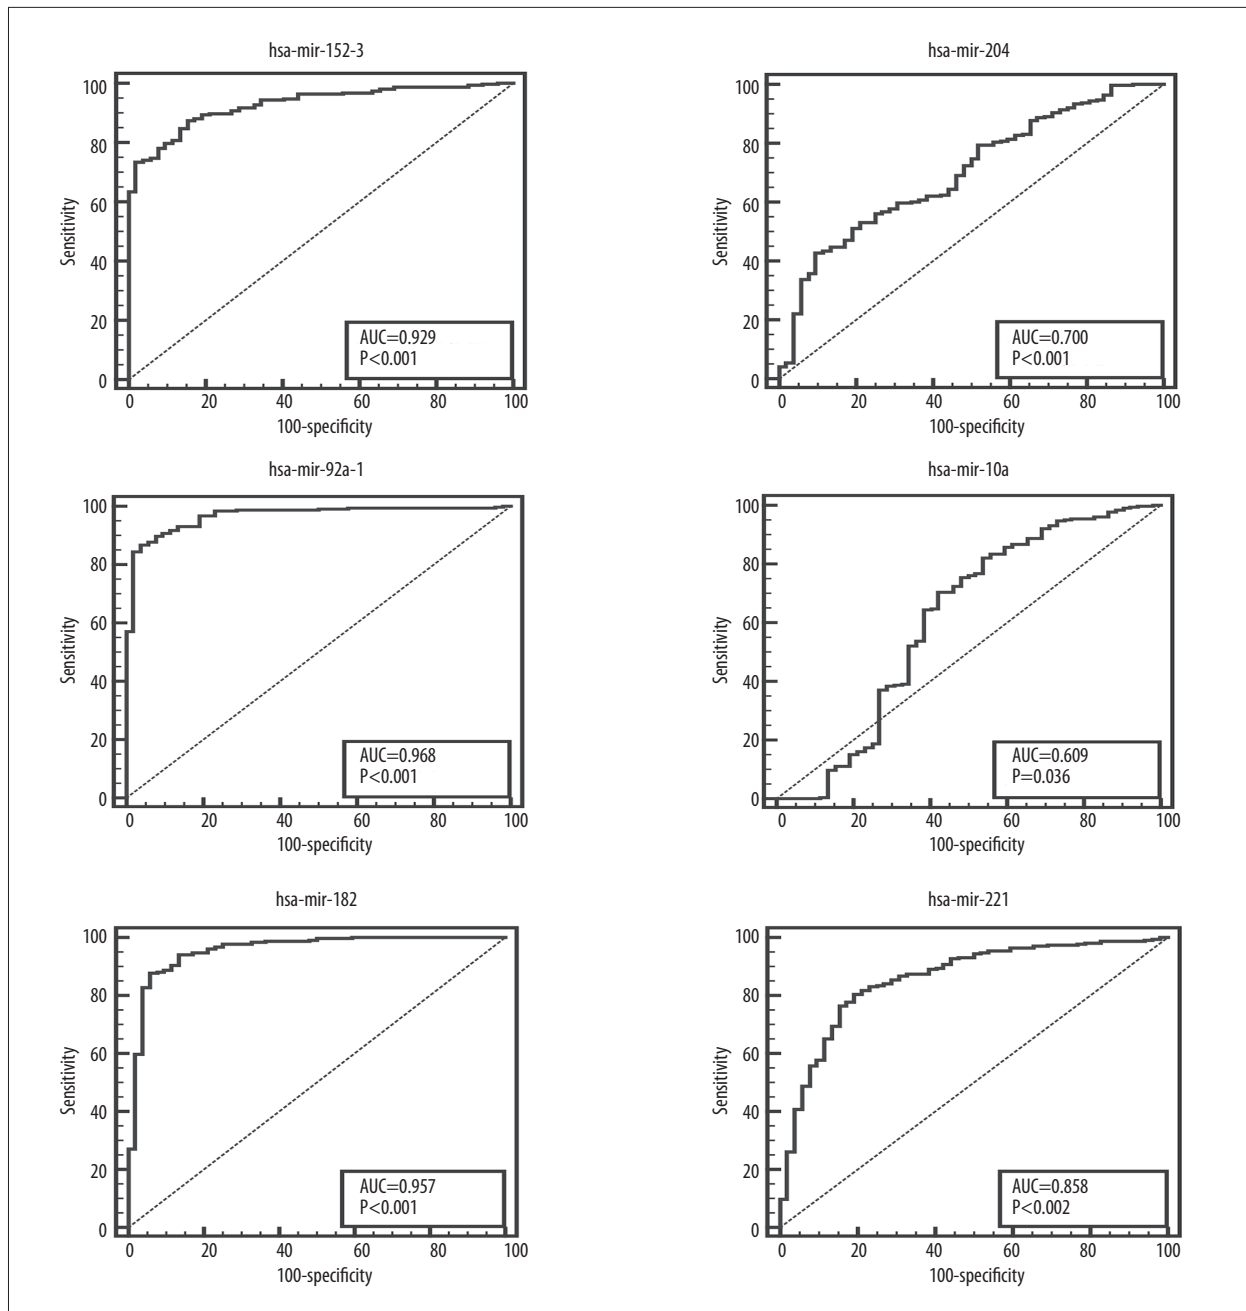 hsa-mir-152-3
100
80
60
40
20
0
Sensitivity
AUC=0.929
P<0.001
0 20 40 60 80 100
100-specificity
hsa-mir-204
100
80
60
40
20
0
Sensitivity
AUC=0.700
P<0.001
0 20 40 60 80 100
100-specificity
hsa-mir-92a-1
100
80
60
40
20
0
Sensitivity
AUC=0.968
P<0.001
0 20 40 60 80 100
100-specificity
hsa-mir-10a
100
80
60
40
20
0
Sensitivity
AUC=0.609
P=0.036
0 20 40 60 80 100
100-specificity
hsa-mir-182
100
80
60
40
20
0
Sensitivity
AUC=0.957
P<0.001
0 20 40 60 80 100
100-specificity
hsa-mir-221
100
80
60
40
20
0
Sensitivity
AUC=0.858
P<0.002
0 20 40 60 80 100
100-specificity